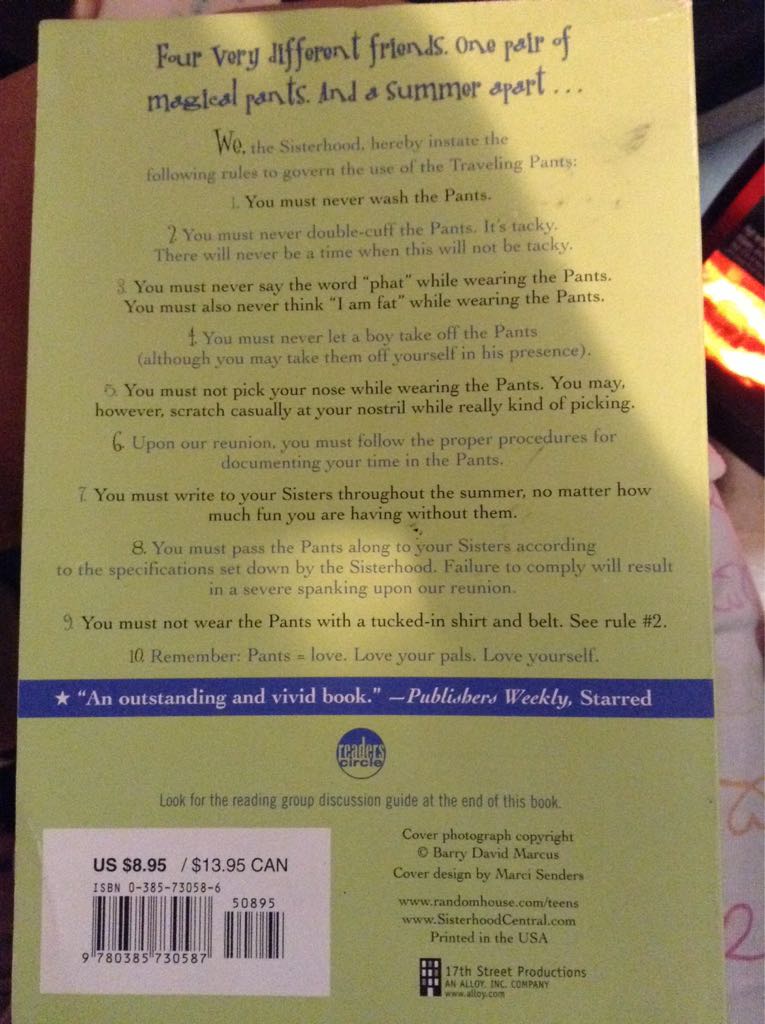 Four very different friends. One pair of
magical pants. And a summer apart ...
We, the Sisterhood, hereby instate the
following rules to govern the use of the Traveling Pants:
1. You must never wash the Pants.
2. You must never double-cuff the Pants. It's tacky.
There will never be a time when this will not be tacky.
3. You must never say the word "phat" while wearing the Pants.
You must also never think "I am fat" while wearing the Pants.
4. You must never let a boy take off the Pants
(although you may take them off yourself in his presence).
5. You must not pick your nose while wearing the Pants. You may,
however, scratch casually at your nostril while really kind of picking.
6. Upon our reunion, you must follow the proper procedures for
documenting your time in the Pants.
7. You must write to your Sisters throughout the summer, no matter how
much fun you are having without them.
8. You must pass the Pants along to your Sisters according
to the specifications set down by the Sisterhood. Failure to comply will result
in a severe spanking upon our reunion.
9. You must not wear the Pants with a tucked-in shirt and belt. See rule #2.
10. Remember: Pants = love. Love your pals. Love yourself.
★ "An outstanding and vivid book." —Publishers Weekly, Starred
readers
circle
Look for the reading group discussion guide at the end of this book.
US $8.95 / $13.95 CAN
ISBN 0-385-73058-6
50895
9 780385 730587
Cover photograph copyright
© Barry David Marcus
Cover design by Marci Senders
www.randomhouse.com/teens
www.SisterhoodCentral.com
Printed in the USA
17th Street Productions
AN ALLOY, INC. COMPANY
www.alloy.com